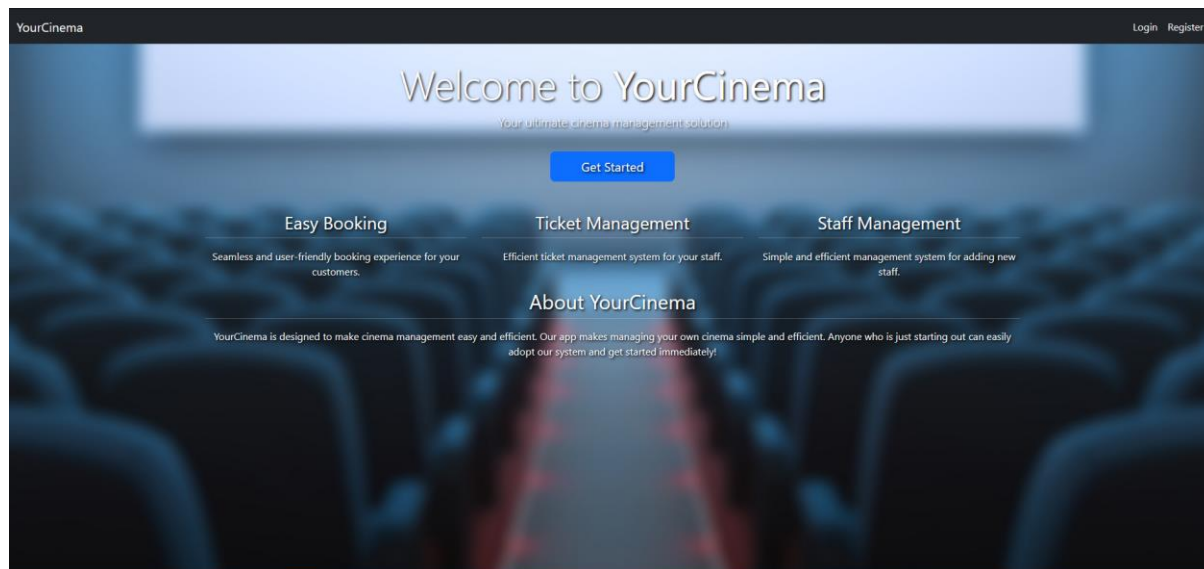 YourCinema
Login Register
Welcome to YourCinema
Your ultimate cinema management solution
Get Started
Easy Booking
Seamless and user-friendly booking experience for your
customers.
Ticket Management
Efficient ticket management system for your staff.
Staff Management
Simple and efficient management system for adding new
staff.
About YourCinema
YourCinema is designed to make cinema management easy and efficient. Our app makes managing your own cinema simple and efficient. Anyone who is just starting out can easily
adopt our system and get started immediately!